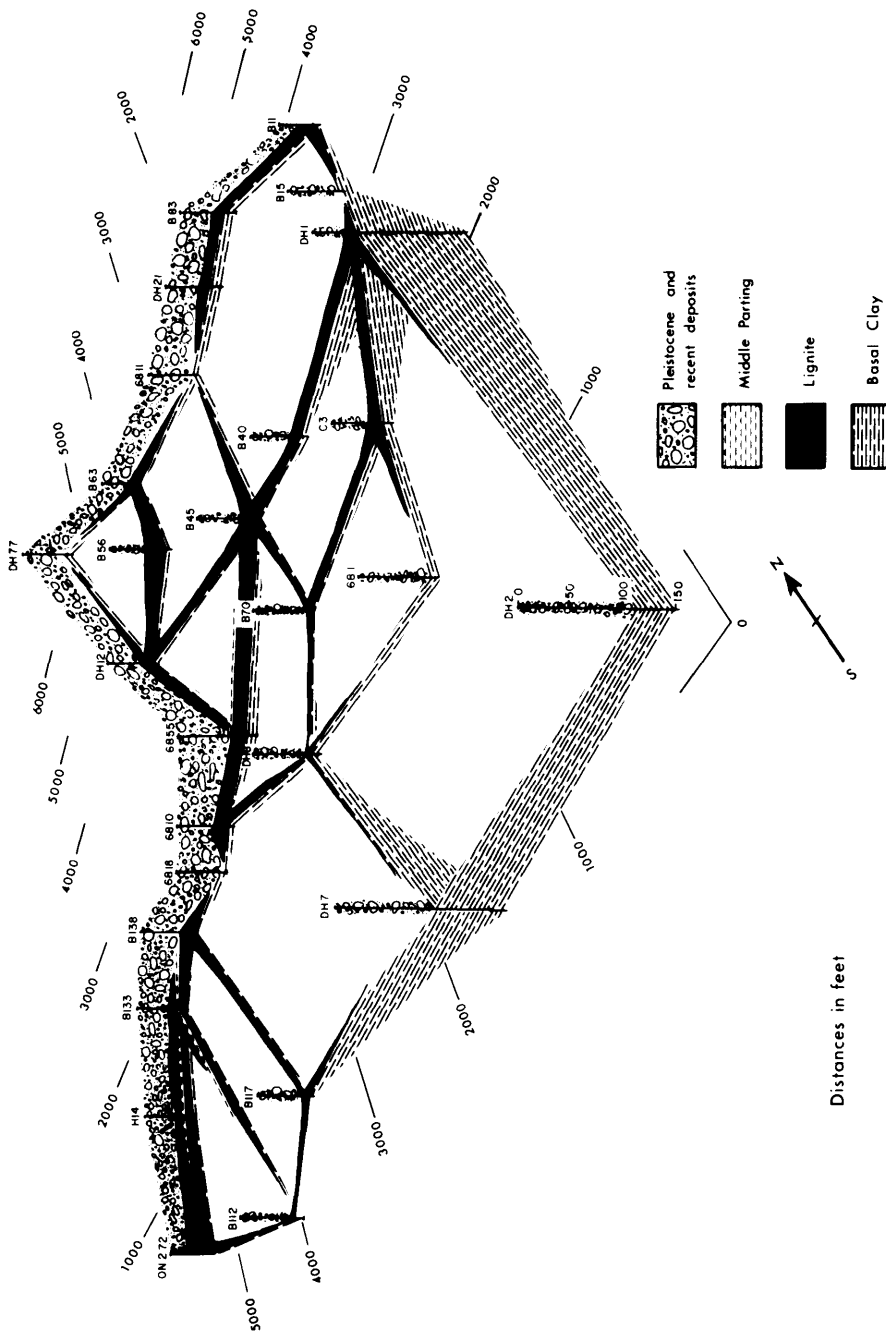 6000
5000
4000
2000
3000
3000
4000
5000
2000
B11
B15
DH1
B83
DH21
6811
B63
B40
C3
B45
B56
DH77
DH12
B70
681
DH2
0
50
100
150
1000
0
N
S
6000
5000
4000
3000
2000
1000
6855
DH8
6810
6818
B138
B133
H14
ON272
DH7
B117
B112
1000
2000
3000
4000
5000
Pleistocene and
recent deposits
Middle Parting
Lignite
Basal Clay
Distances in feet